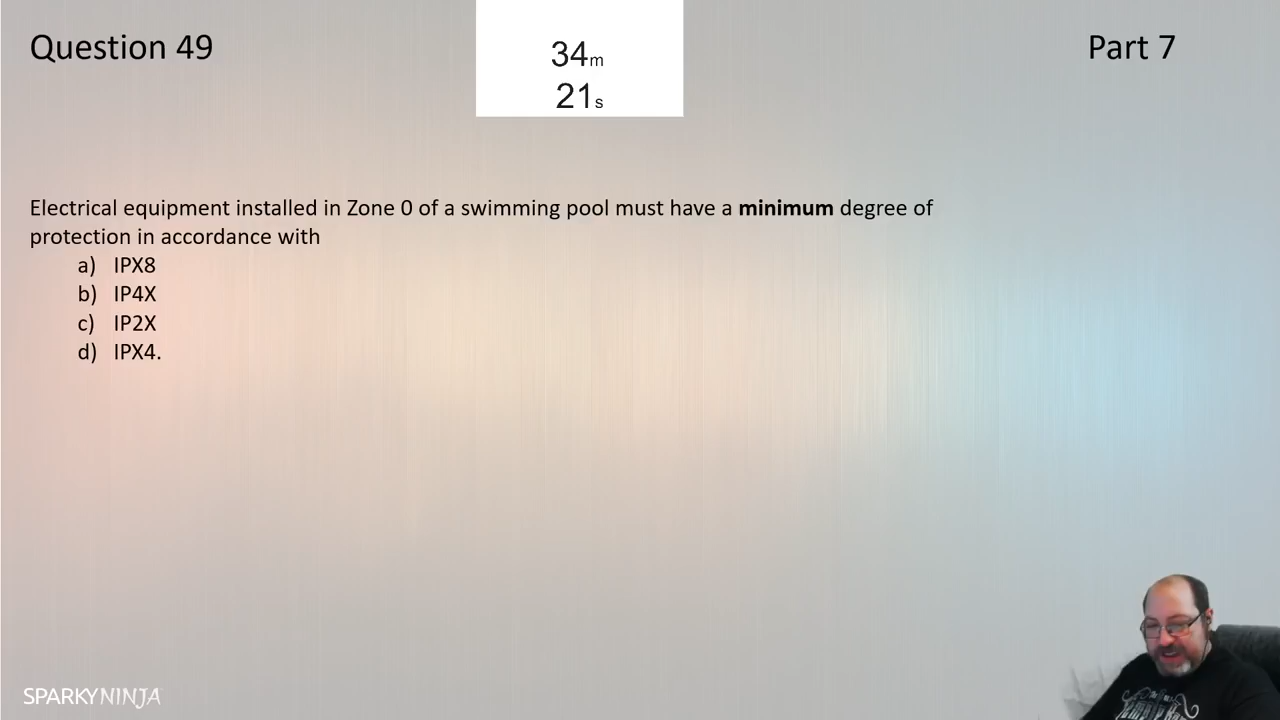 Question 49
34m
21s
Part 7
Electrical equipment installed in Zone 0 of a swimming pool must have a minimum degree of
protection in accordance with
a) IPX8
b) IP4X
c) IP2X
d) IPX4.
SPARKYNINJA